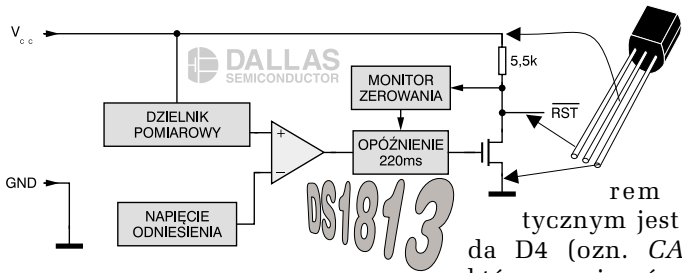 V cc
DALLAS
SEMICONDUCTOR
5,5k
MONITOR
ZEROWANIA
RST
DZIELNIK
POMIAROWY
+
OPÓŹNIENIE
220ms
−
GND
NAPIĘCIE
ODNIESIENIA
DS1813
rem
tycznym jest
da D4 (ozn. CA